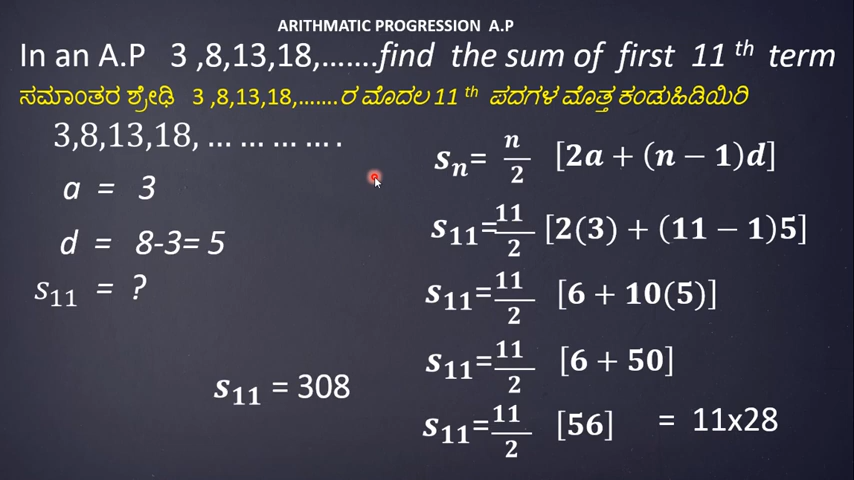 ARITHMATIC PROGRESSION A.P
In an A.P 3 ,8,13,18,.......find the sum of first 11 th term
ಸಮಾಂತರ ಶ್ರೇಢಿ 3 ,8,13,18,.......ರ ಮೊದಲ 11 th ಪದಗಳ ಮೊತ್ತ ಕಂಡುಹಿಡಿಯಿರಿ
3,8,13,18, … … … ….
a = 3
d = 8-3= 5
s₁₁ = ?
s₁₁ = 308
sₙ= n/2 [2a + (n − 1)d]
s₁₁= 11/2 [2(3) + (11 − 1)5]
s₁₁= 11/2 [6 + 10(5)]
s₁₁= 11/2 [6 + 50]
s₁₁= 11/2 [56] = 11x28